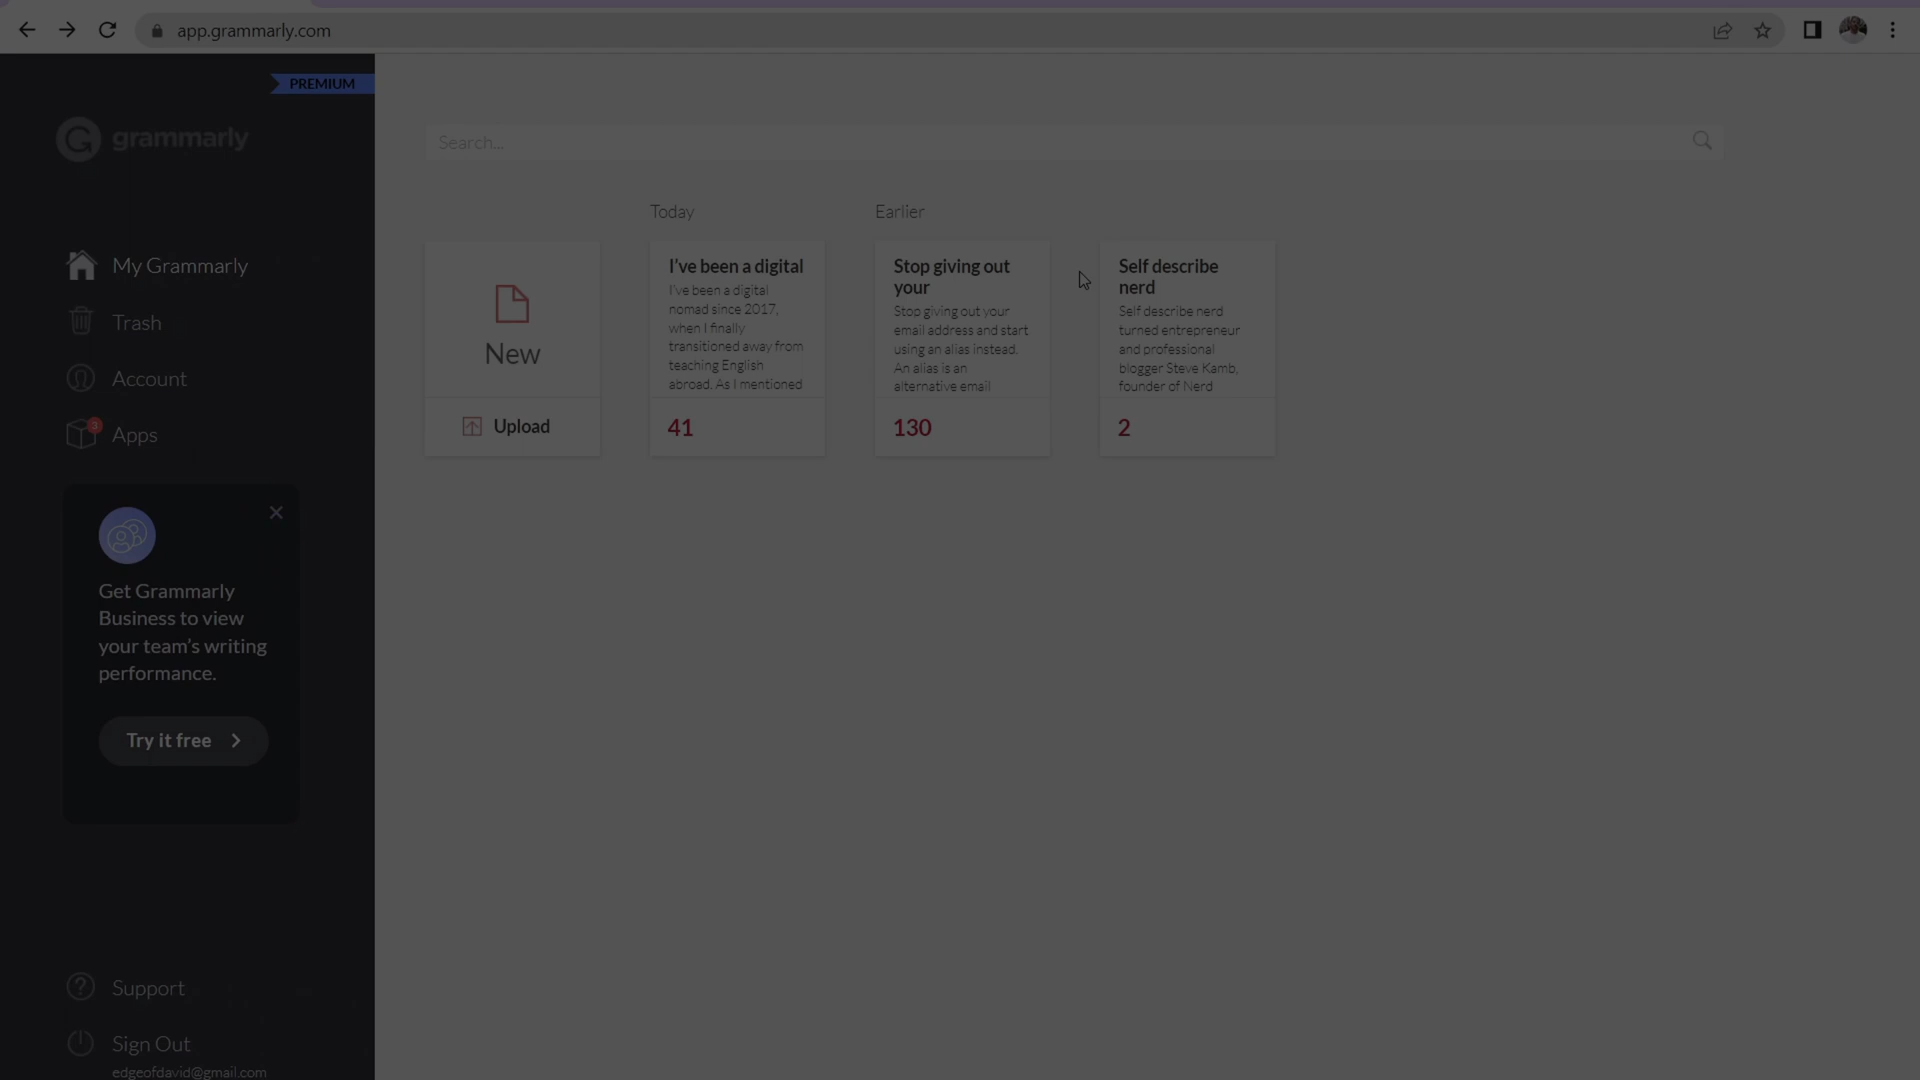 app.grammarly.com
PREMIUM
grammarly
My Grammarly
Trash
Account
3
Apps
Get Grammarly
Business to view
your team's writing
performance.
Try it free
Support
Sign Out
edgeofdavid@gmail.com
Search...
Today
Earlier
New
Upload
I've been a digital
I've been a digital
nomad since 2017,
when I finally
transitioned away from
teaching English
abroad. As I mentioned
41
Stop giving out
your
Stop giving out your
email address and start
using an alias instead.
An alias is an
alternative email
130
Self describe
nerd
Self describe nerd
turned entrepreneur
and professional
blogger Steve Kamb,
founder of Nerd
2